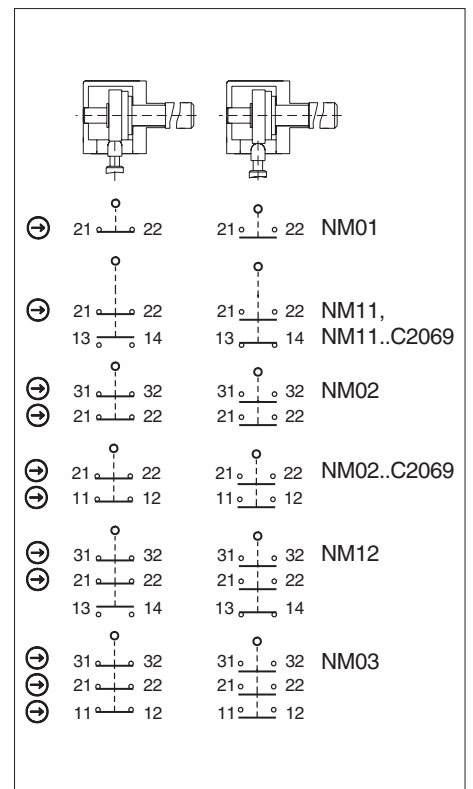 21 22 21 22 NM01
21 22 21 22 NM11,
13 14 13 14 NM11..C2069
31 32 31 32 NM02
21 22 21 22
21 22 21 22 NM02..C2069
11 12 11 12
31 32 31 32 NM12
21 22 21 22
13 14 13 14
31 32 31 32 NM03
21 22 21 22
11 12 11 12